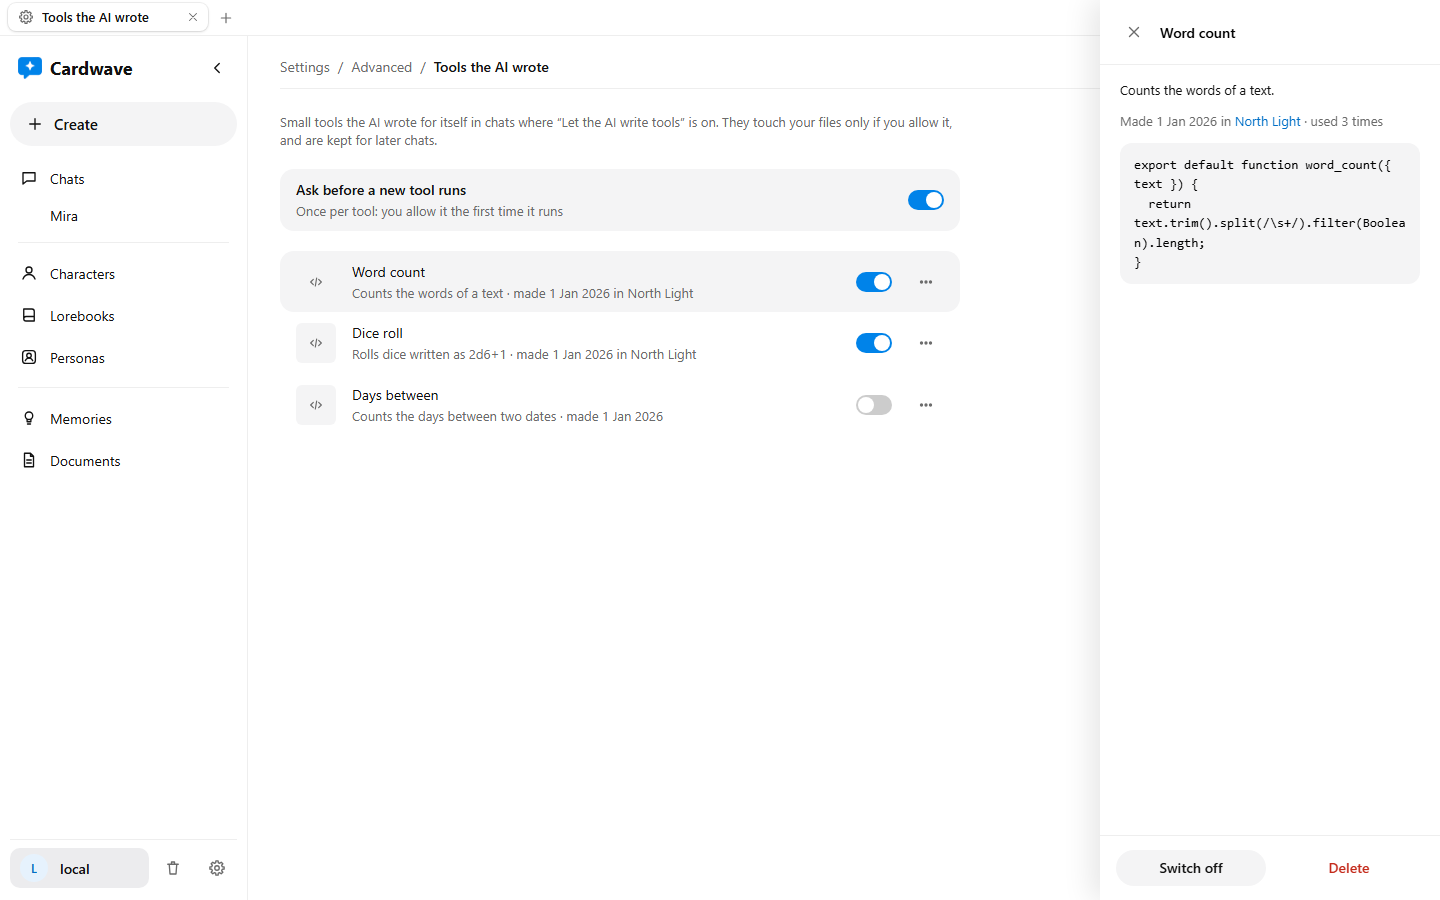 Tools the AI wrote
Cardwave
Create
Chats
Mira
Characters
Lorebooks
Personas
Memories
Documents
L
local
Settings / Advanced / Tools the AI wrote
Small tools the AI wrote for itself in chats where “Let the AI write tools” is on. They touch your files only if you allow it,
and are kept for later chats.
Ask before a new tool runs
Once per tool: you allow it the first time it runs
Word count
Counts the words of a text · made 1 Jan 2026 in North Light
Dice roll
Rolls dice written as 2d6+1 · made 1 Jan 2026 in North Light
Days between
Counts the days between two dates · made 1 Jan 2026
Word count
Counts the words of a text.
Made 1 Jan 2026 in North Light · used 3 times
export default function word_count({
text }) {
  return
text.trim().split(/\s+/).filter(Boolea
n).length;
}
Switch off
Delete